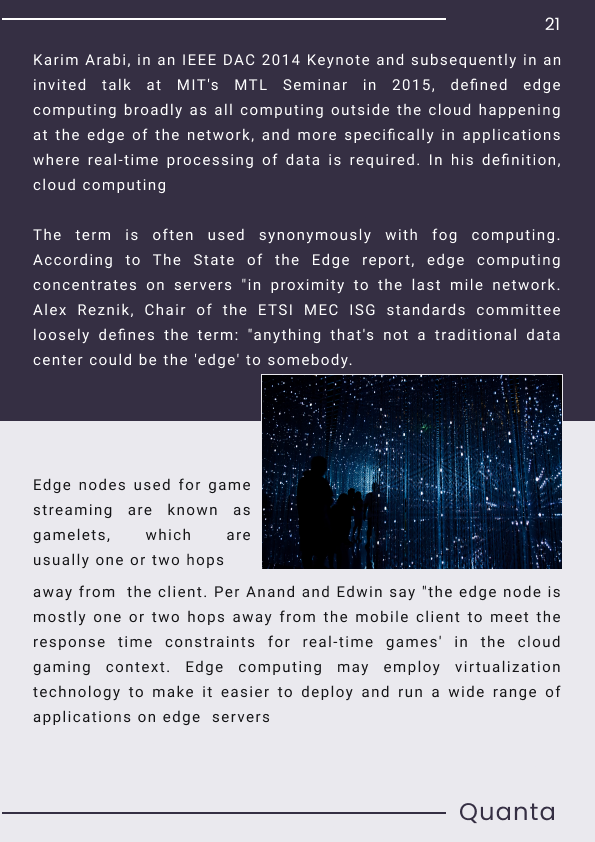 21
Karim Arabi, in an IEEE DAC 2014 Keynote and subsequently in an
invited talk at MIT's MTL Seminar in 2015, defined edge
computing broadly as all computing outside the cloud happening
at the edge of the network, and more specifically in applications
where real-time processing of data is required. In his definition,
cloud computing
The term is often used synonymously with fog computing.
According to The State of the Edge report, edge computing
concentrates on servers "in proximity to the last mile network.
Alex Reznik, Chair of the ETSI MEC ISG standards committee
loosely defines the term: "anything that's not a traditional data
center could be the 'edge' to somebody.
Edge nodes used for game
streaming are known as
gamelets, which are
usually one or two hops
away from  the client. Per Anand and Edwin say "the edge node is
mostly one or two hops away from the mobile client to meet the
response time constraints for real-time games' in the cloud
gaming context. Edge computing may employ virtualization
technology to make it easier to deploy and run a wide range of
applications on edge  servers
Quanta